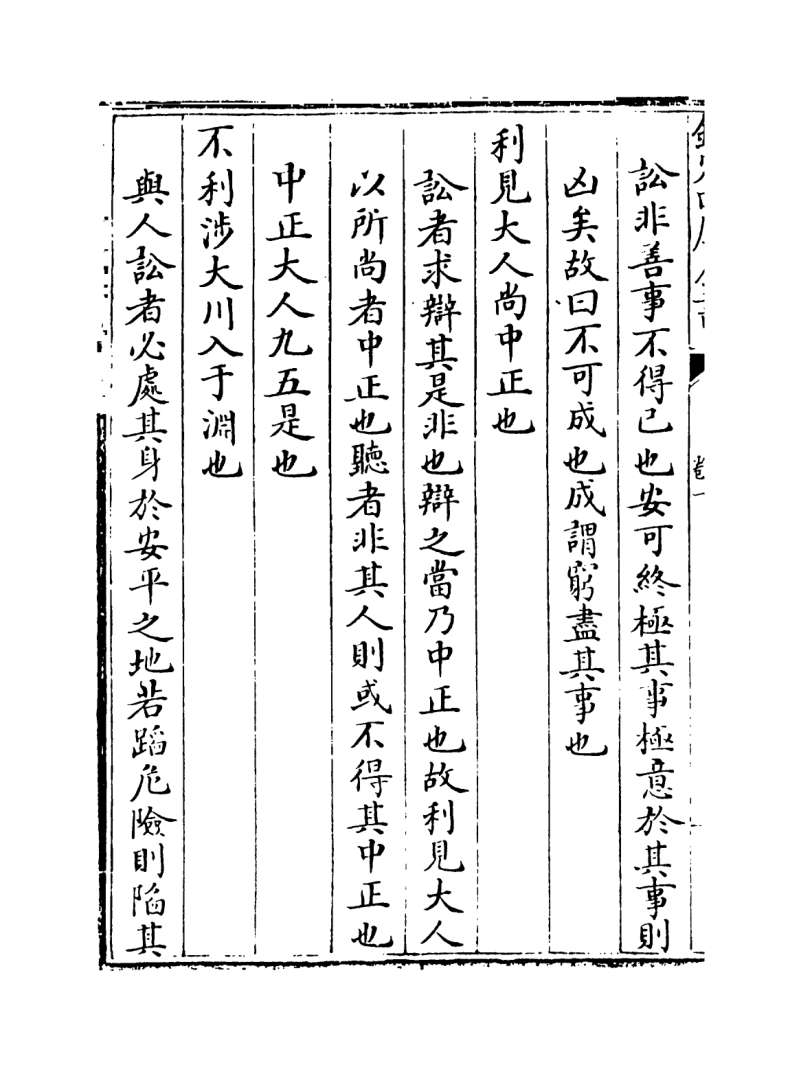 訟非善事不得已也安可終極其事極意於其事則
凶矣故曰不可成也成謂窮盡其事也
利見大人尚中正也
訟者求辯其是非也辯之當乃中正也故利見大人
以所尚者中正也聽者非其人則或不得其中正也
中正大人九五是也
不利涉大川入于淵也
與人訟者必處其身於安平之地若蹈危險則陷其